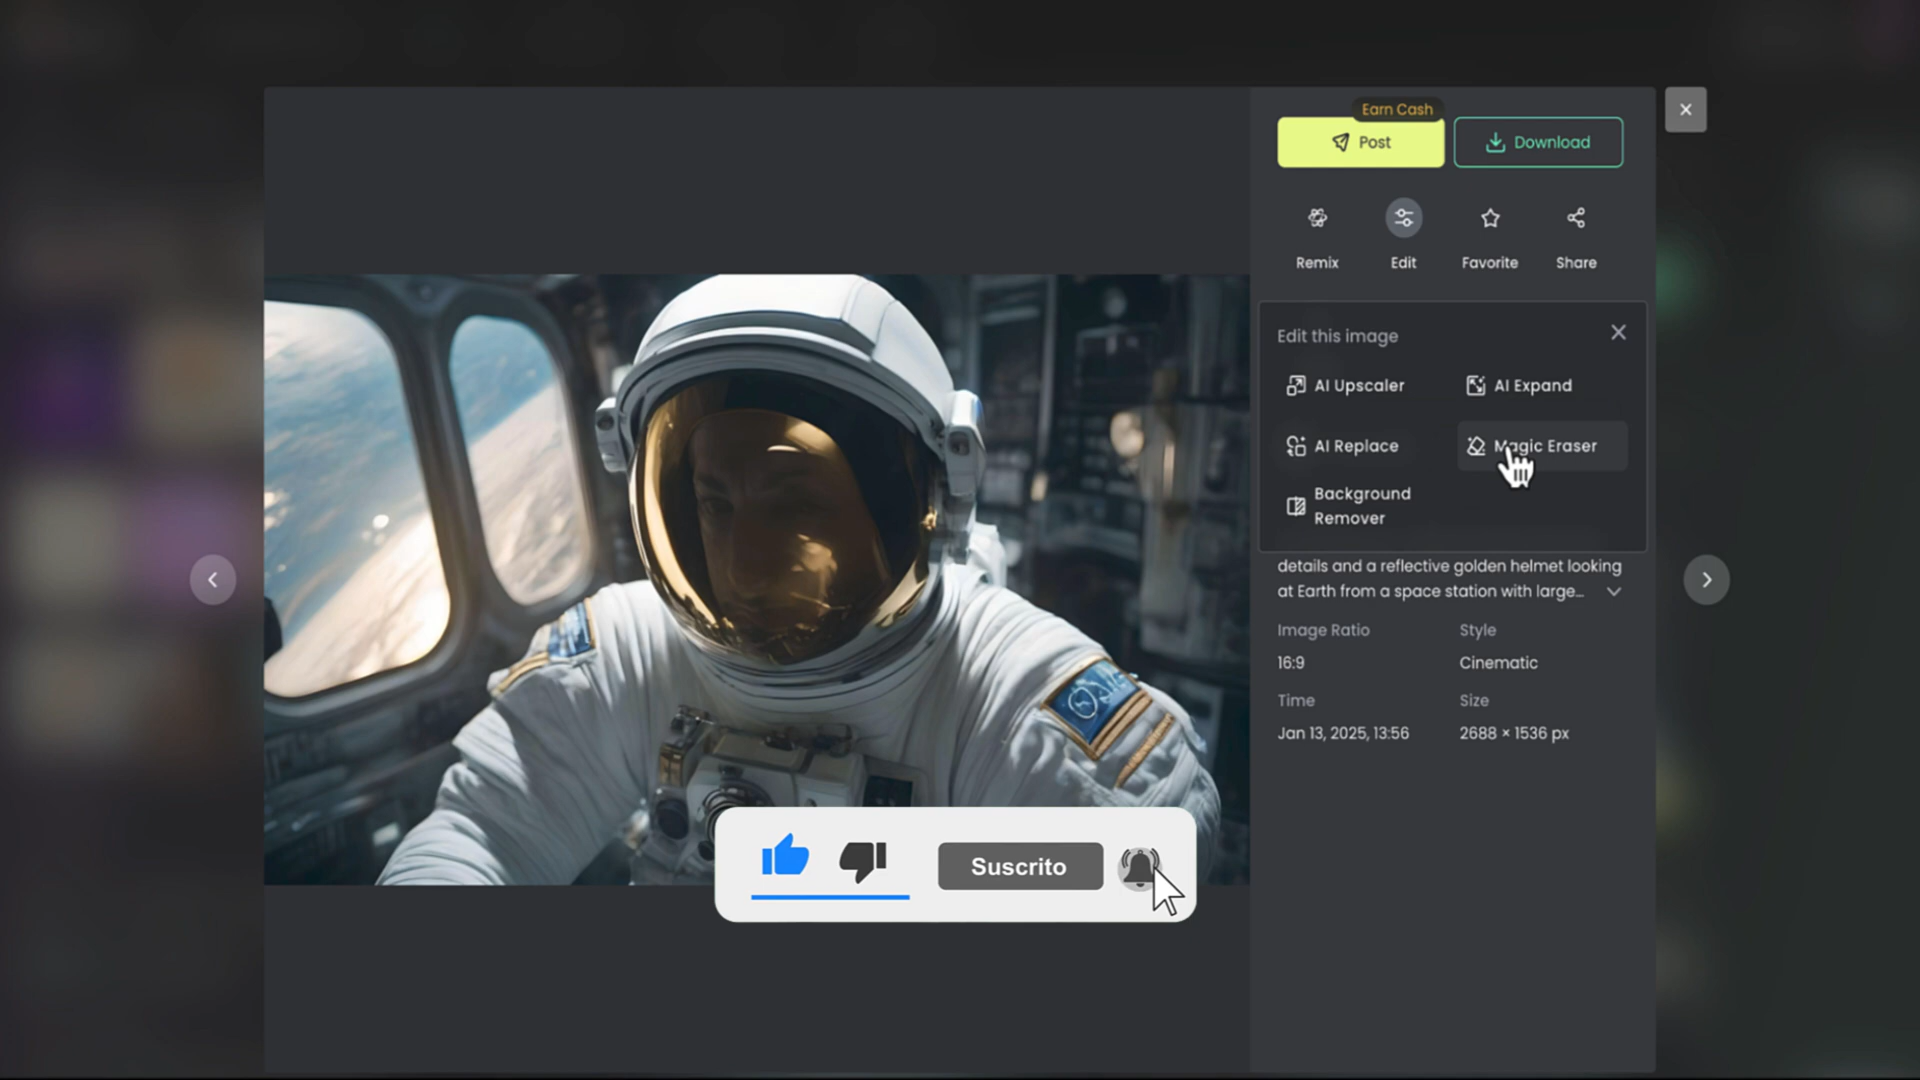 Earn Cash
Post
Download
Remix
Edit
Favorite
Share
Edit this image
AI Upscaler
AI Expand
AI Replace
Magic Eraser
Background
Remover
details and a reflective golden helmet looking
at Earth from a space station with large...
Image Ratio
Style
16:9
Cinematic
Time
Size
Jan 13, 2025, 13:56
2688 × 1536 px
Suscrito